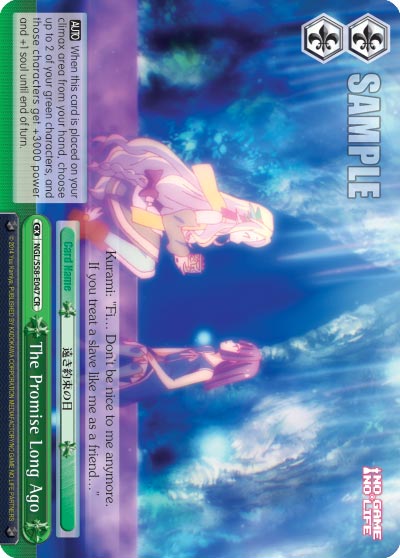 [AUTO] When this card is placed on your
climax area from your hand, choose
up to 2 of your green characters, and
those characters get +3000 power
and +1 soul until end of turn.
Kurami: "Fi... Don't be nice to me anymore.
If you treat a slave like me as a friend..."
Card Name
遠き約束の日
CX NGL/S58-E047 CR
The Promise Long Ago
SAMPLE
NO GAME
NO LIFE